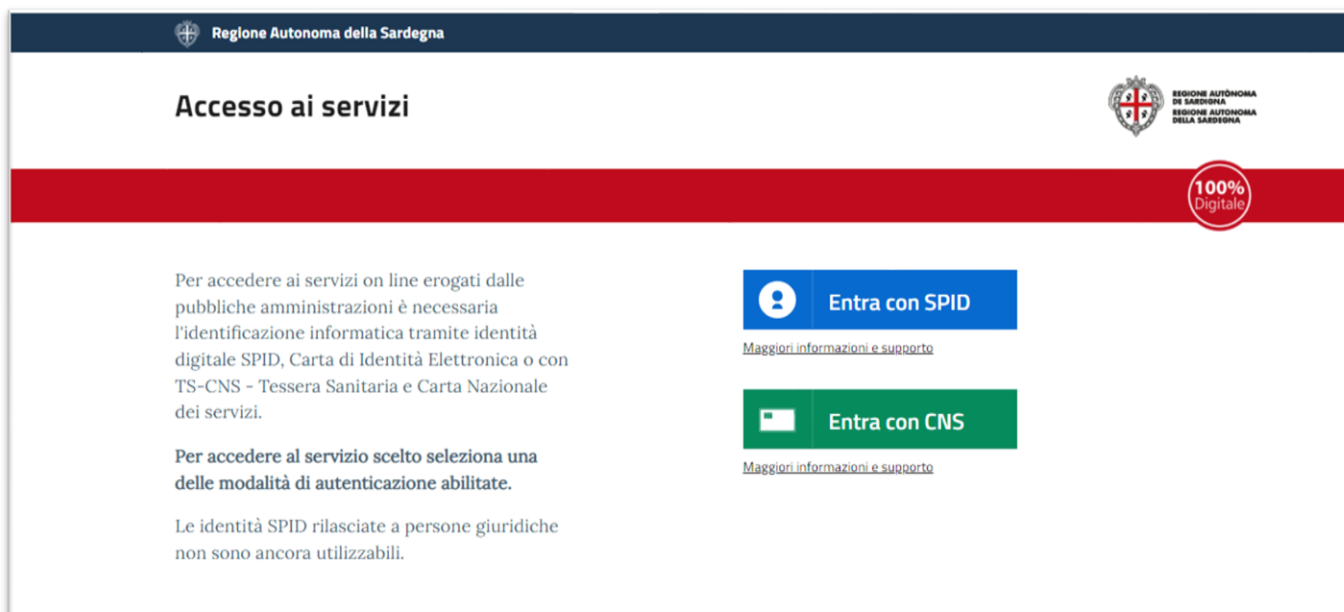 Regione Autonoma della Sardegna
Accesso ai servizi
REGIONE AUTÒNOMA
DE SARDIGNA
REGIONE AUTONOMA
DELLA SARDEGNA
100%
Digitale
Per accedere ai servizi on line erogati dalle
pubbliche amministrazioni è necessaria
l'identificazione informatica tramite identità
digitale SPID, Carta di Identità Elettronica o con
TS-CNS - Tessera Sanitaria e Carta Nazionale
dei servizi.
Per accedere al servizio scelto seleziona una
delle modalità di autenticazione abilitate.
Le identità SPID rilasciate a persone giuridiche
non sono ancora utilizzabili.
Entra con SPID
Maggiori informazioni e supporto
Entra con CNS
Maggiori informazioni e supporto